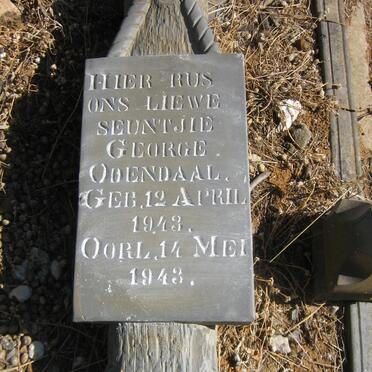 HIER RUS
ONS LIEWE
SEUNTJIE
GEORGE
ODENDAAL.
GEB. 12 APRIL
1943.
OORL. 14 MEI
1943.